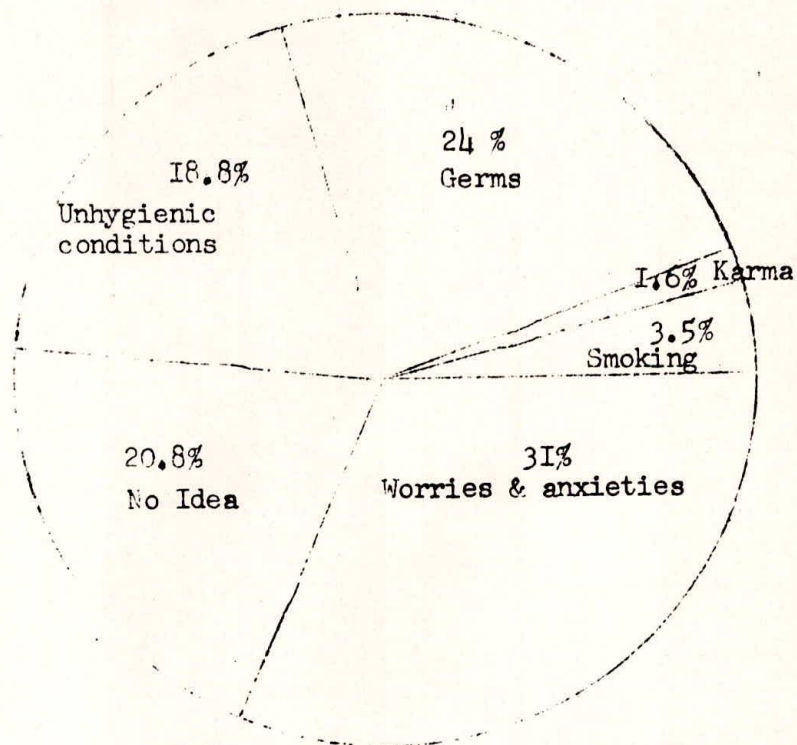 24 %
Germs
18.8%
Unhygienic
conditions
1.6% Karma
3.5%
Smoking
20.8%
No Idea
31%
Worries & anxieties